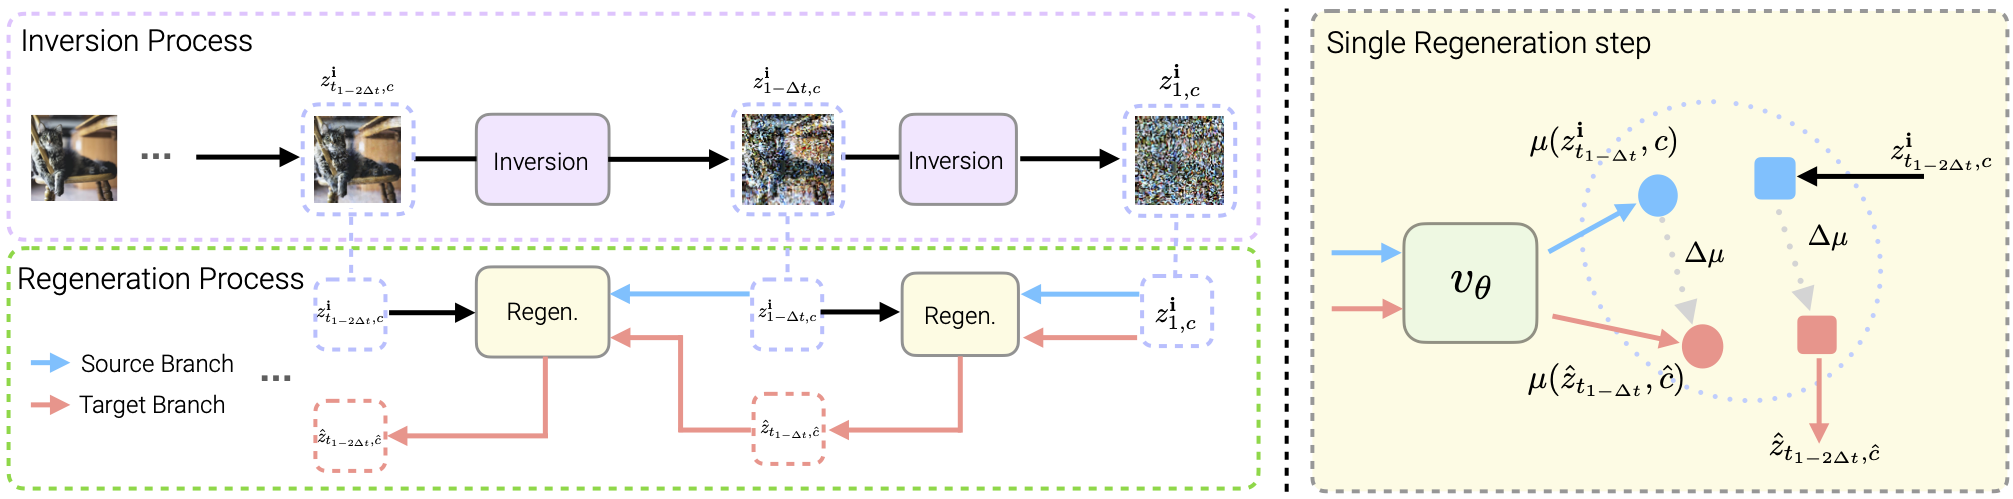 Inversion Process
$z^{\mathbf{i}}_{t_{1-2\Delta t},c}$
$z^{\mathbf{i}}_{1-\Delta t,c}$
$z^{\mathbf{i}}_{1,c}$
...
Inversion
Inversion
Regeneration Process
$z^{\mathbf{i}}_{t_{1-2\Delta t},c}$
Regen.
$z^{\mathbf{i}}_{1-\Delta t,c}$
Regen.
$z^{\mathbf{i}}_{1,c}$
Source Branch
...
Target Branch
$\hat{z}_{t_{1-2\Delta t},\hat{c}}$
$\hat{z}_{t_{1-\Delta t},\hat{c}}$
Single Regeneration step
$\mu(z^{\mathbf{i}}_{t_{1-\Delta t}}, c)$
$z^{\mathbf{i}}_{t_{1-2\Delta t},c}$
$\Delta\mu$
$\Delta\mu$
$v_\theta$
$\mu(\hat{z}_{t_{1-\Delta t}}, \hat{c})$
$\hat{z}_{t_{1-2\Delta t},\hat{c}}$